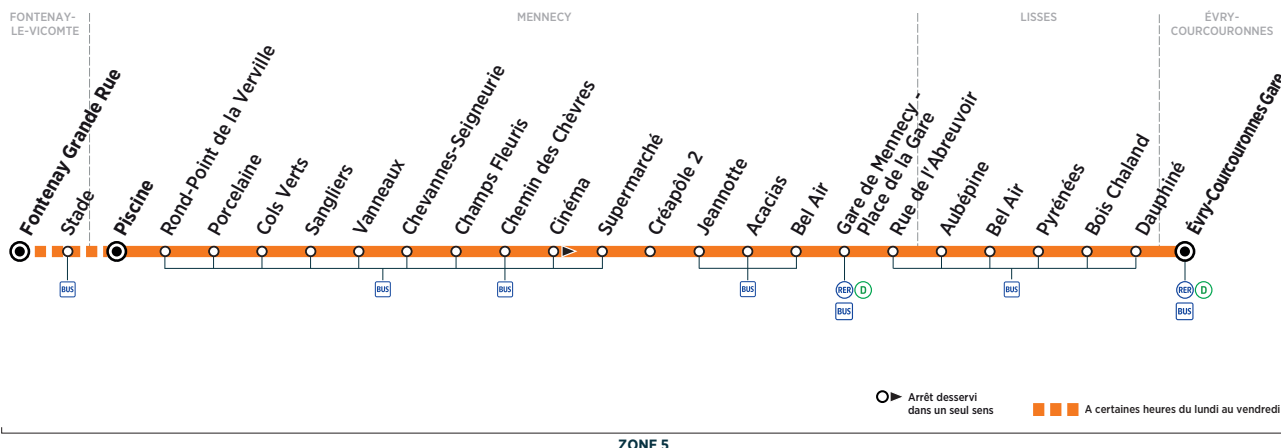 FONTENAY-
LE-VICOMTE
MENNECY
LISSES
ÉVRY-
COURCOURONNES
Fontenay Grande Rue
Stade
Piscine
Rond-Point de la Verville
Porcelaine
Cols Verts
Sangliers
Vanneaux
Chevannes-Seigneurie
Champs Fleuris
Chemin des Chèvres
Cinéma
Supermarché
Créapôle 2
Jeannotte
Acacias
Bel Air
Gare de Mennecy -
Place de la Gare
Rue de l'Abreuvoir
Aubépine
Bel Air
Pyrénées
Bois Chaland
Dauphiné
Évry-Courcouronnes Gare
BUS
BUS
BUS
BUS
RER D
BUS
BUS
RER D
BUS
Arrêt desservi
dans un seul sens
A certaines heures du lundi au vendredi
ZONE 5